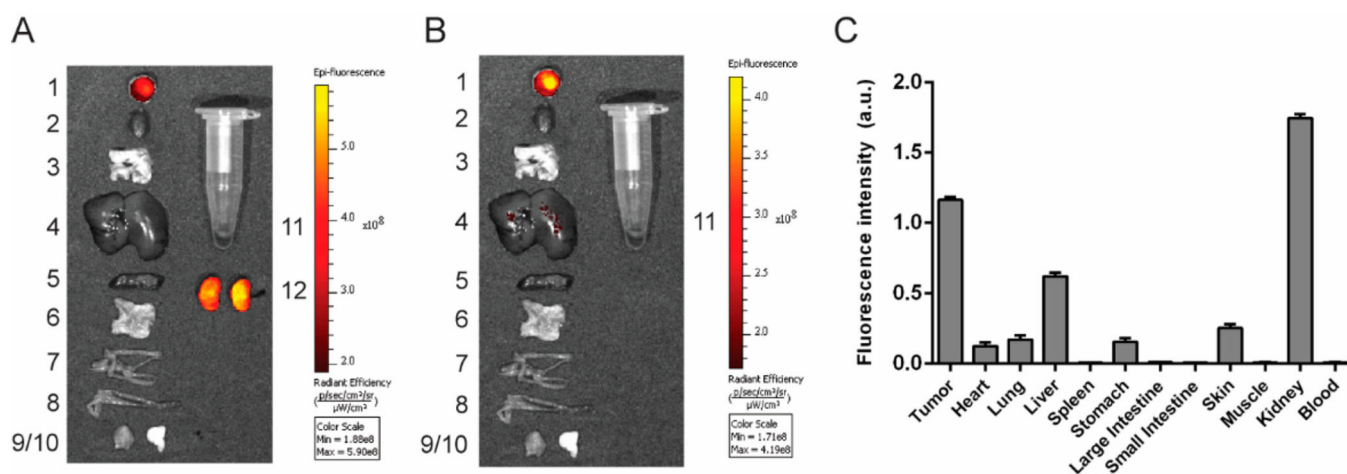 A
1
2
3
4
5
6
7
8
9/10
11
12
Epi-fluorescence
5.0
4.0
x10⁸
3.0
2.0
Radiant Efficiency
(p/sec/cm²/sr / µW/cm²)
Color Scale
Min = 1.88e8
Max = 5.90e8
B
1
2
3
4
5
6
7
8
9/10
11
Epi-fluorescence
4.0
3.5
3.0
x10⁸
2.5
2.0
Radiant Efficiency
(p/sec/cm²/sr / µW/cm²)
Color Scale
Min = 1.71e8
Max = 4.19e8
C
Fluorescence intensity (a.u.)
2.0
1.5
1.0
0.5
0.0
Tumor
Heart
Lung
Liver
Spleen
Stomach
Large Intestine
Small Intestine
Skin
Muscle
Kidney
Blood